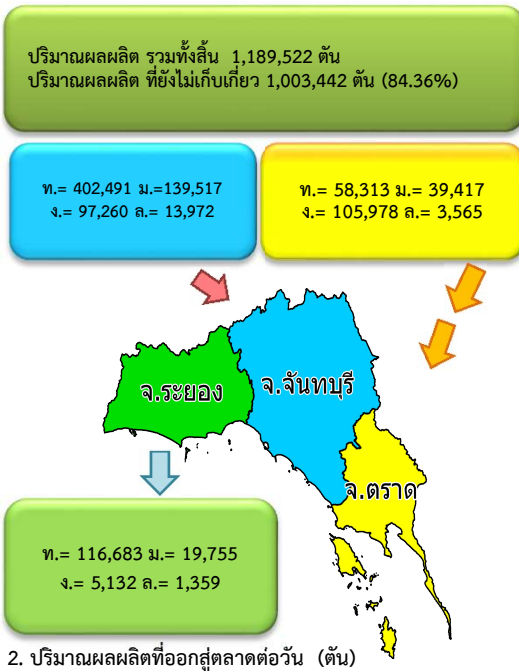 ปริมาณผลผลิต รวมทั้งสิ้น 1,189,522 ตัน
ปริมาณผลผลิต ที่ยังไม่เก็บเกี่ยว 1,003,442 ตัน (84.36%)
ท.= 402,491 ม.=139,517
ง.= 97,260 ล.= 13,972
ท.= 58,313 ม.= 39,417
ง.= 105,978 ล.= 3,565
จ.ระยอง
จ.จันทบุรี
จ.ตราด
ท.= 116,683 ม.= 19,755
ง.= 5,132 ล.= 1,359
2. ปริมาณผลผลิตที่ออกสู่ตลาดต่อวัน (ตัน)